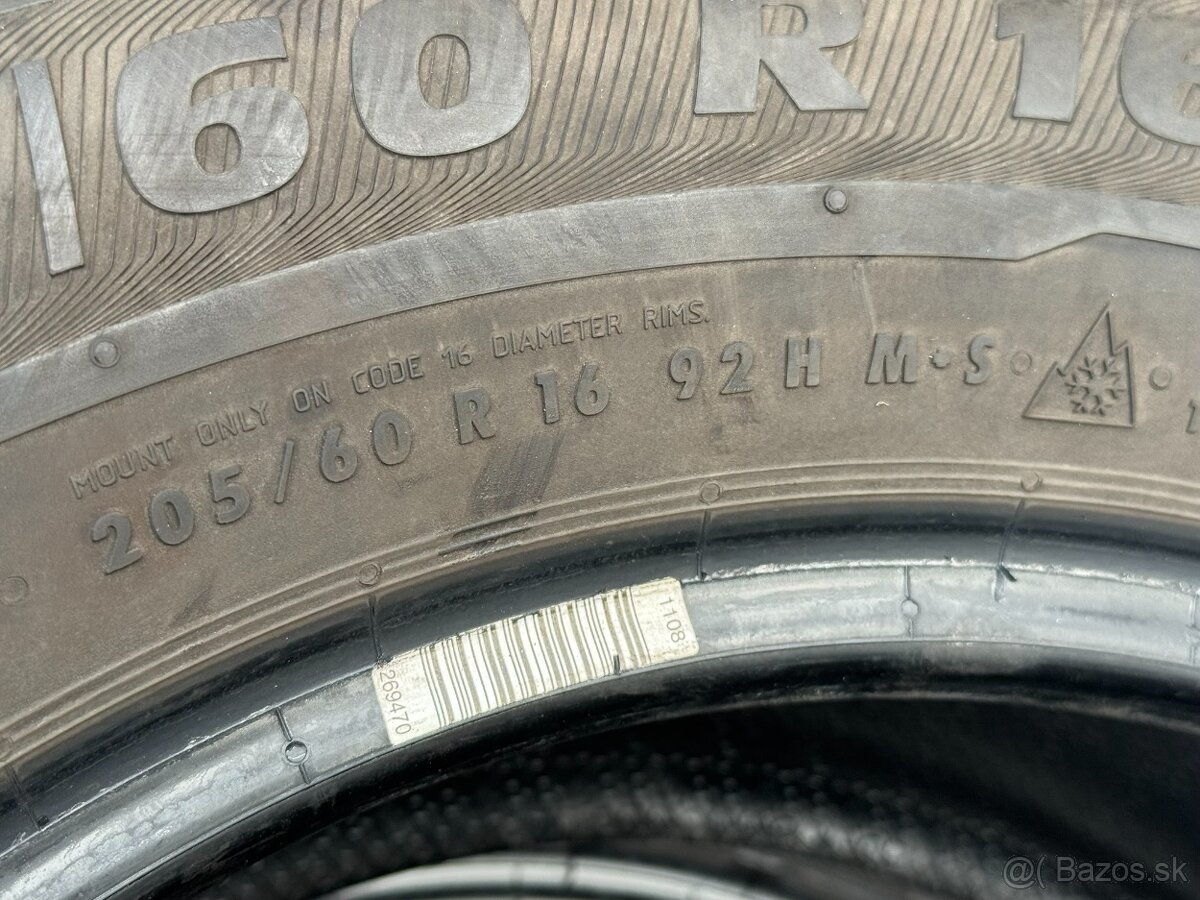 /60 R 16
MOUNT ONLY ON CODE 16 DIAMETER RIMS.
205/60 R 16 92 H M•S
1108
269470
@( Bazos.sk